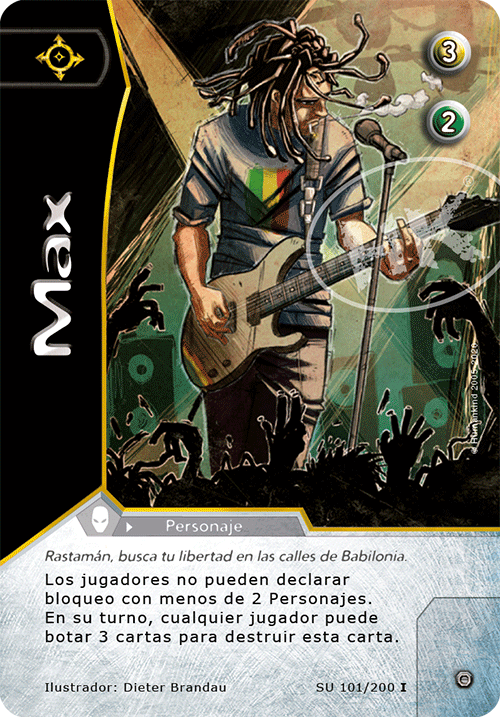 3
2
Max
Personaje
Rastamán, busca tu libertad en las calles de Babilonia.
Los jugadores no pueden declarar
bloqueo con menos de 2 Personajes.
En su turno, cualquier jugador puede
botar 3 cartas para destruir esta carta.
Ilustrador: Dieter Brandau
SU 101/200 I